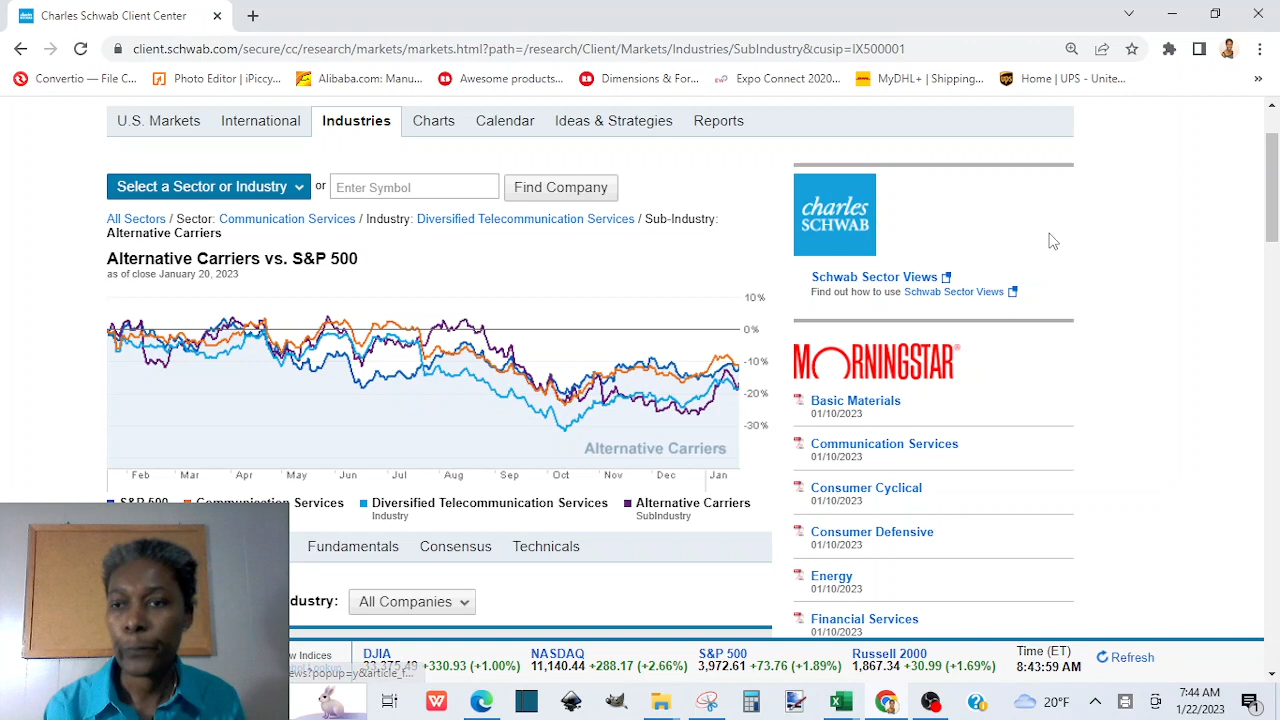 Charles Schwab Client Center
client.schwab.com/secure/cc/research/markets/markets.html?path=/research/Client/Markets/Industries/SubIndustry&cusip=IX500001
Convertio — File C...
Photo Editor | iPiccy...
Alibaba.com: Manu...
Awesome products...
Dimensions & For...
Expo Connect 2020...
MyDHL+ | Shipping...
Home | UPS - Unite...
U.S. Markets
International
Industries
Charts
Calendar
Ideas & Strategies
Reports
Select a Sector or Industry
or
Enter Symbol
Find Company
All Sectors / Sector: Communication Services / Industry: Diversified Telecommunication Services / Sub-Industry:
Alternative Carriers
Alternative Carriers vs. S&P 500
as of close January 20, 2023
10%
0%
-10%
-20%
-30%
Alternative Carriers
Feb Mar Apr May Jun Jul Aug Sep Oct Nov Dec Jan
S&P 500
Communication Services
Diversified Telecommunication Services
Industry
Alternative Carriers
SubIndustry
Fundamentals
Consensus
Technicals
dustry:
All Companies
charles
SCHWAB
Schwab Sector Views
Find out how to use Schwab Sector Views
MORNINGSTAR
Basic Materials
01/10/2023
Communication Services
01/10/2023
Consumer Cyclical
01/10/2023
Consumer Defensive
01/10/2023
Energy
01/10/2023
Financial Services
01/10/2023
w Indices
DJIA
+330.93 (+1.00%)
NASDAQ
11,140.44 +288.17 (+2.66%)
S&P 500
3,972.61 +73.76 (+1.89%)
Russell 2000
1,867.34 +30.99 (+1.69%)
Time (ET)
8:43:59 AM
Refresh
20°F
7:44 AM
1/22/2023